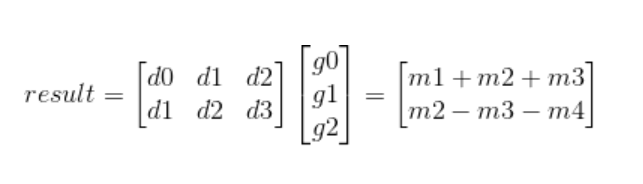 result = [d0 d1 d2; d1 d2 d3] [g0; g1; g2] = [m1 + m2 + m3; m2 − m3 − m4]